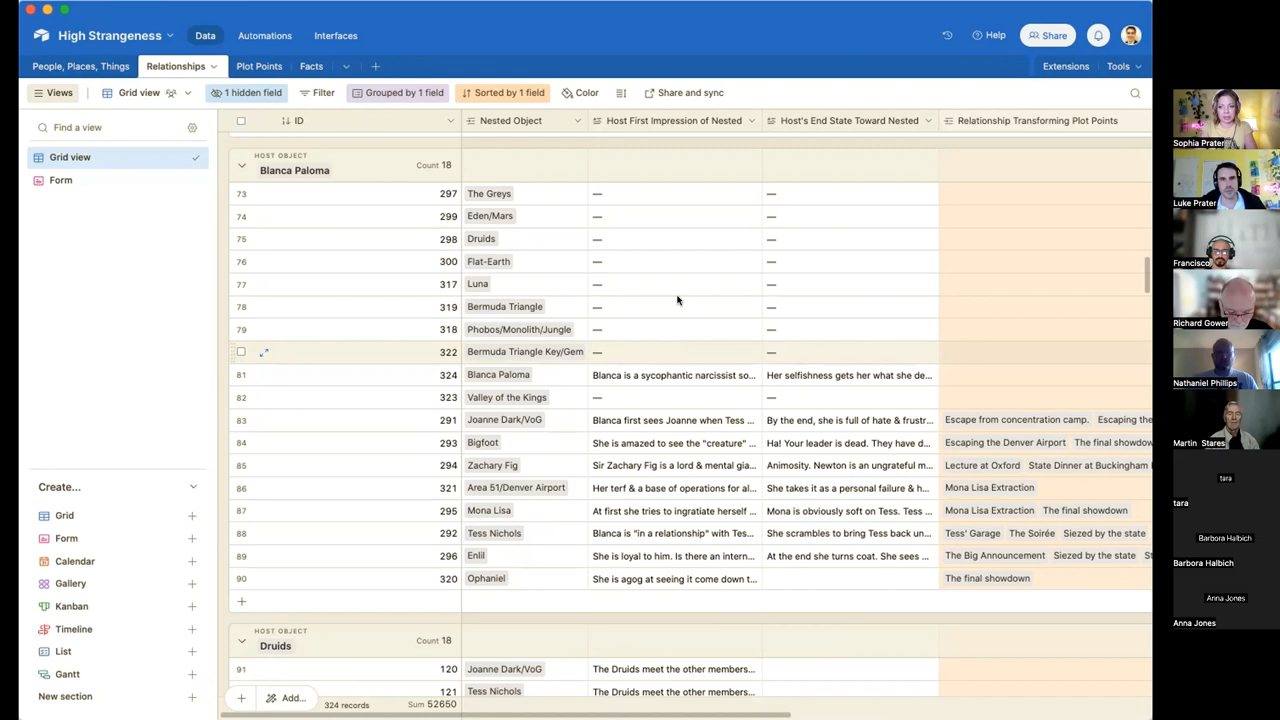 High Strangeness
Data
Automations
Interfaces
Help
Share
People, Places, Things
Relationships
Plot Points
Facts
Extensions
Tools
Views
Grid view
1 hidden field
Filter
Grouped by 1 field
Sorted by 1 field
Color
Share and sync
Find a view
Grid view
Form
Create...
Grid
Form
Calendar
Gallery
Kanban
Timeline
List
Gantt
New section
ID Nested Object Host First Impression of Nested Host's End State Toward Nested Relationship Transforming Plot Points
HOST OBJECT
Blanca Paloma Count 18
73 297 The Greys — —
74 299 Eden/Mars — —
75 298 Druids — —
76 300 Flat-Earth — —
77 317 Luna — —
78 319 Bermuda Triangle — —
79 318 Phobos/Monolith/Jungle — —
322 Bermuda Triangle Key/Gem — —
81 324 Blanca Paloma Blanca is a sycophantic narcissist so... Her selfishness gets her what she de...
82 323 Valley of the Kings — —
83 291 Joanne Dark/VoG Blanca first sees Joanne when Tess ... By the end, she is full of hate & frustr... Escape from concentration camp. Escaping the
84 293 Bigfoot She is amazed to see the "creature" ... Ha! Your leader is dead. They have d... Escaping the Denver Airport The final showdow
85 294 Zachary Fig Sir Zachary Fig is a lord & mental gia... Animosity. Newton is an ungrateful m... Lecture at Oxford State Dinner at Buckingham
86 321 Area 51/Denver Airport Her terf & a base of operations for al... She takes it as a personal failure & h... Mona Lisa Extraction
87 295 Mona Lisa At first she tries to ingratiate herself ... Mona is obviously soft on Tess. Tess ... Mona Lisa Extraction The final showdown
88 292 Tess Nichols Blanca is "in a relationship" with Tes... She scrambles to bring Tess back un... Tess' Garage The Soirée Siezed by the state
89 296 Enlil She is loyal to him. Is there an intern... At the end she turns coat. She sees ... The Big Announcement Siezed by the state
90 320 Ophaniel She is agog at seeing it come down t... The final showdown
HOST OBJECT
Druids Count 18
91 120 Joanne Dark/VoG The Druids meet the other members...
121 Tess Nichols The Druids meet the other members...
Add...
324 records Sum 52650
Sophia Prater
Luke Prater
Francisco
Richard Gower
Nathaniel Phillips
Martin Stares
tara
tara
Barbora Halbich
Barbora Halbich
Anna Jones
Anna Jones